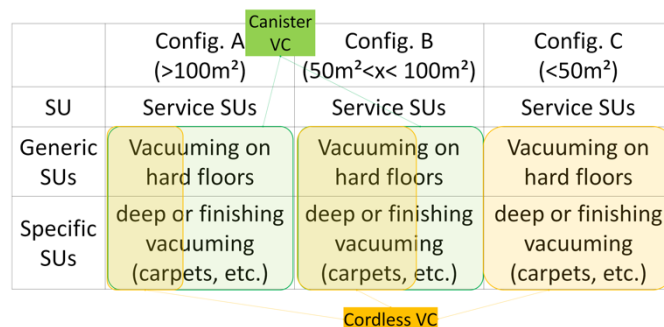 Canister
VC
Config. A
(>100m²)
Config. B
(50m²<x< 100m²)
Config. C
(<50m²)
SU
Service SUs
Service SUs
Service SUs
Generic
SUs
Vacuuming on
hard floors
Vacuuming on
hard floors
Vacuuming on
hard floors
Specific
SUs
deep or finishing
vacuuming
(carpets, etc.)
deep or finishing
vacuuming
(carpets, etc.)
deep or finishing
vacuuming
(carpets, etc.)
Cordless VC